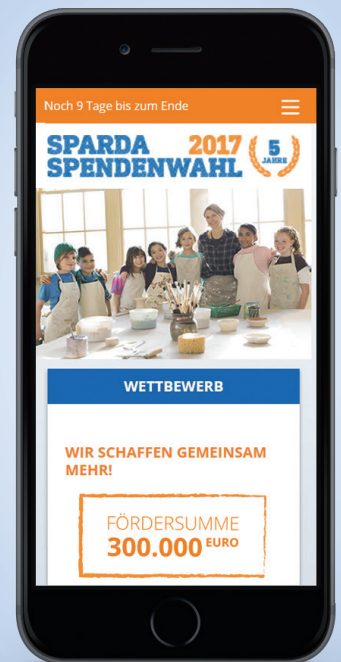 Noch 9 Tage bis zum Ende
SPARDA 2017
SPENDENWAHL
5
JAHRE
WETTBEWERB
WIR SCHAFFEN GEMEINSAM
MEHR!
FÖRDERSUMME
300.000 EURO